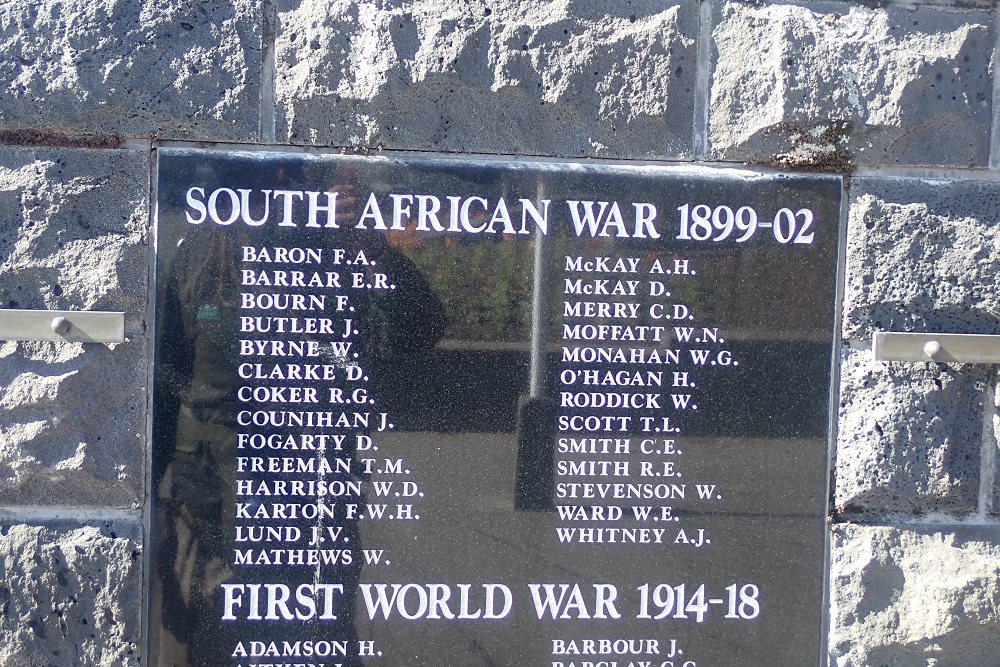 SOUTH AFRICAN WAR 1899-02
BARON F.A.
BARRAR E.R.
BOURN F.
BUTLER J.
BYRNE W.
CLARKE D.
COKER R.G.
COUNIHAN J.
FOGARTY D.
FREEMAN T.M.
HARRISON W.D.
KARTON F.W.H.
LUND J.V.
MATHEWS W.
McKAY A.H.
McKAY D.
MERRY C.D.
MOFFATT W.N.
MONAHAN W.G.
O'HAGAN H.
RODDICK W.
SCOTT T.L.
SMITH C.E.
SMITH R.E.
STEVENSON W.
WARD W.E.
WHITNEY A.J.
FIRST WORLD WAR 1914-18
ADAMSON H.
AITKEN
BARBOUR J.
BARCLAY